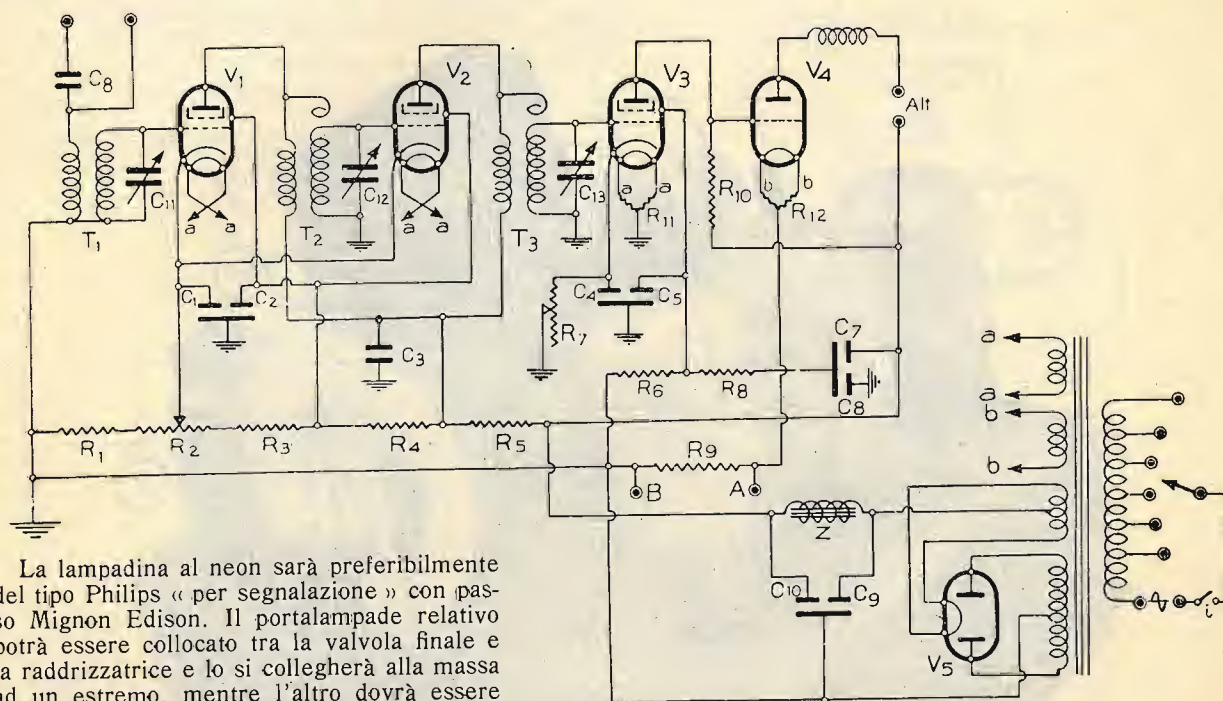 C8
V1
V2
V3
V4
Alt
C11
C12
C13
a a
a a
a a
R11
b b
R12
R10
T1
T2
T3
C1
C2
C3
C4
C5
R7
C7
C8
R6
R8
R1
R2
R3
R4
R5
R9
B
A
a
a
b
b
Z
C10
C9
V5
i
La lampadina al neon sarà preferibilmente
del tipo Philips « per segnalazione » con pas-
so Mignon Edison. Il portalampade relativo
potrà essere collocato tra la valvola finale e
la raddrizzatrice e lo si collegherà alla massa
ad un estremo, mentre l'altro dovrà essere